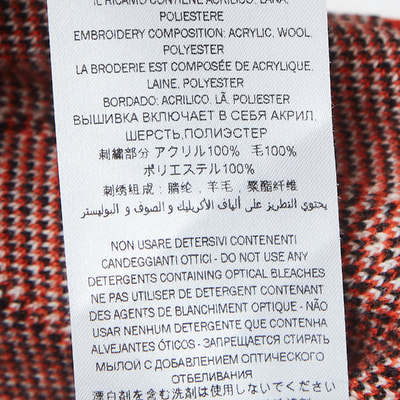 IL RICAMO CONTIENE ACRILICO, LANA,
POLIESTERE
EMBROIDERY COMPOSITION: ACRYLIC, WOOL,
POLYESTER
LA BRODERIE EST COMPOSÉE DE ACRYLIQUE,
LAINE, POLYESTER
BORDADO: ACRILICO, LÃ, POLIESTER
ВЫШИВКА ВКЛЮЧАЕТ В СЕБЯ АКРИЛ,
ШЕРСТЬ,ПОЛИЭСТЕР
刺繍部分 アクリル100% 毛100%
ポリエステル100%
刺绣组成：腈纶，羊毛，聚酯纤维
يحتوي التطريز على ألياف الأكريليك و الصوف و البوليستر
NON USARE DETERSIVI CONTENENTI
CANDEGGIANTI OTTICI - DO NOT USE ANY
DETERGENTS CONTAINING OPTICAL BLEACHES
NE PAS UTILISER DE DETERGENT CONTENANT
DES AGENTS DE BLANCHIMENT OPTIQUE - NÃO
USAR NENHUM DETERGENTE QUE CONTENHA
ALVEJANTES ÓTICOS - ЗАПРЕЩАЕТСЯ СТИРАТЬ
МЫЛОЙ С ДОБАВЛЕНИЕМ ОПТИЧЕСКОГО
ОТБЕЛИВАНИЯ
漂白剤を含む洗剤は使用しないでください